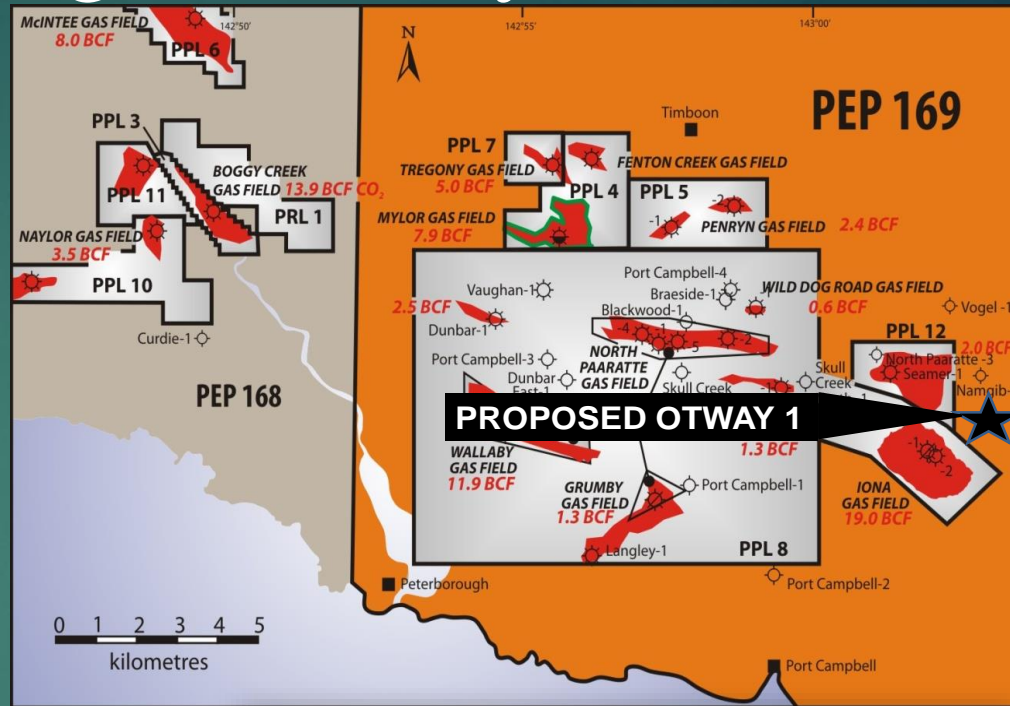 McINTEE GAS FIELD
8.0 BCF
PPL 6
142°50'
142°55'
143°00'
N
Timboon
PEP 169
PPL 3
PPL 11
BOGGY CREEK
GAS FIELD 13.9 BCF CO₂
PRL 1
NAYLOR GAS FIELD
3.5 BCF
PPL 10
Curdie-1
PEP 168
PPL 7
TREGONY GAS FIELD
5.0 BCF
PPL 4
FENTON CREEK GAS FIELD
PPL 5
-1
-2
PENRYN GAS FIELD 2.4 BCF
MYLOR GAS FIELD
7.9 BCF
Vaughan-1
Port Campbell-4
Braeside-1
WILD DOG ROAD GAS FIELD
0.6 BCF
2.5 BCF
Dunbar-1
Blackwood-1
-4
-1
-5
-2
NORTH
PAARATTE
GAS FIELD
Port Campbell-3
Dunbar
East-1
Skull Creek
-1
Skull
Creek
Vogel -1
PPL 12
2.0 BCF
North Paaratte -3
Seamer-1
Namgib-
PROPOSED OTWAY 1
1.3 BCF
WALLABY
GAS FIELD
11.9 BCF
GRUMBY
GAS FIELD
1.3 BCF
Port Campbell-1
Langley-1
PPL 8
-1
-2
IONA
GAS FIELD
19.0 BCF
Port Campbell-2
Peterborough
Port Campbell
0 1 2 3 4 5
kilometres